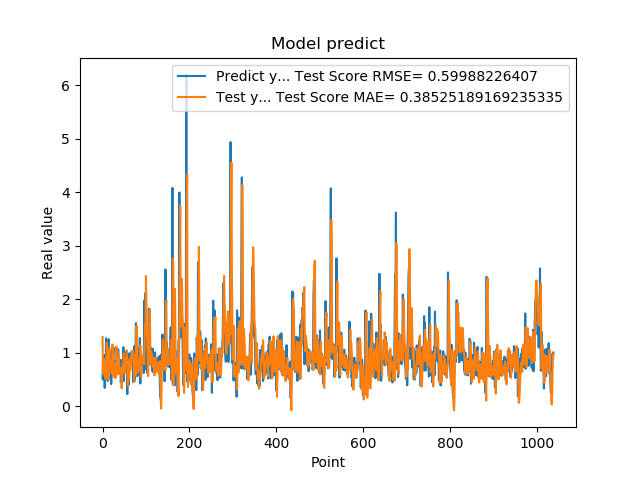 Model predict
Predict y... Test Score RMSE= 0.59988226407
Test y... Test Score MAE= 0.38525189169235335
6
5
4
3
2
1
0
Real value
0 200 400 600 800 1000
Point